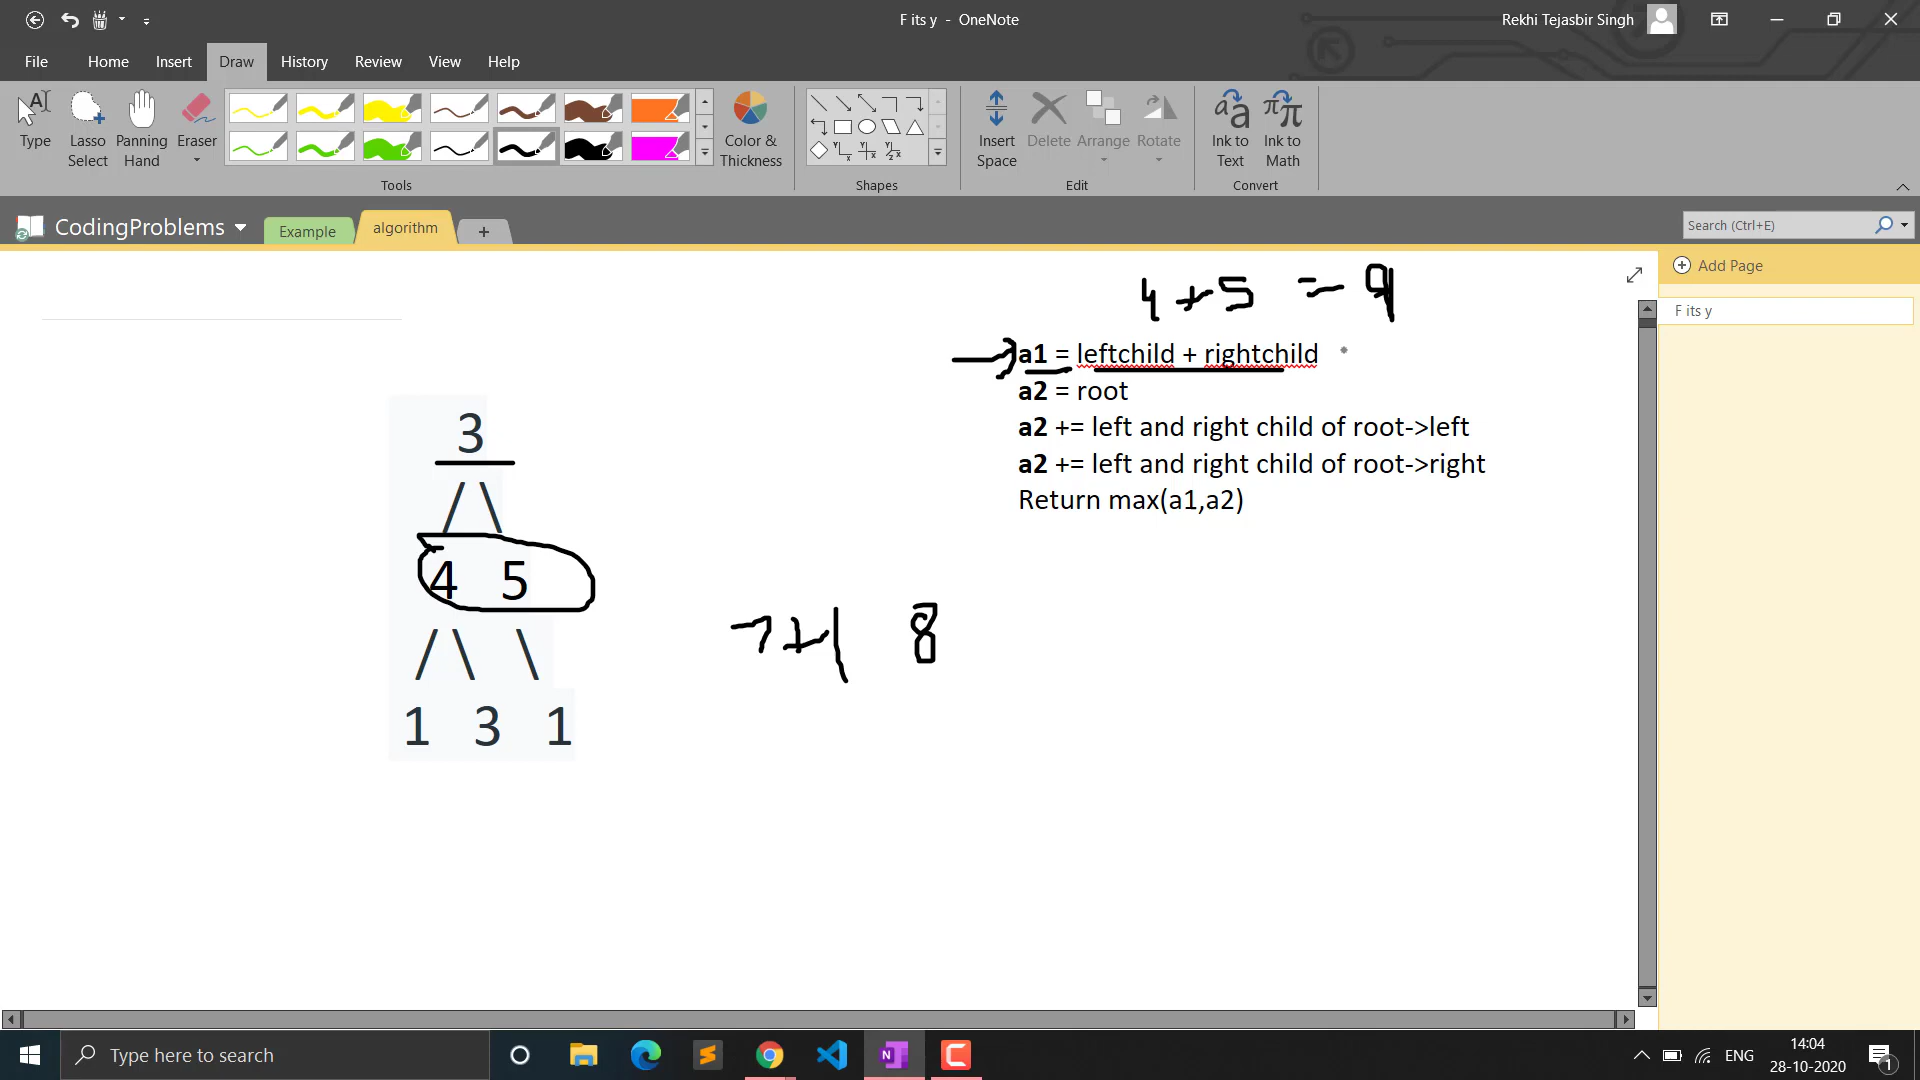 F its y - OneNote
Rekhi Tejasbir Singh
File Home Insert Draw History Review View Help
Type
Lasso Select
Panning Hand
Eraser
Color & Thickness
Insert Space
Delete
Arrange
Rotate
Ink to Text
Ink to Math
Tools
Shapes
Edit
Convert
CodingProblems
Example
algorithm
Search (Ctrl+E)
Add Page
F its y
4+5 = 9
a1 = leftchild + rightchild
a2 = root
a2 += left and right child of root->left
a2 += left and right child of root->right
Return max(a1,a2)
3
/ \
4 5
/ \ \
1 3 1
7+1 8
Type here to search
ENG
14:04
28-10-2020
1